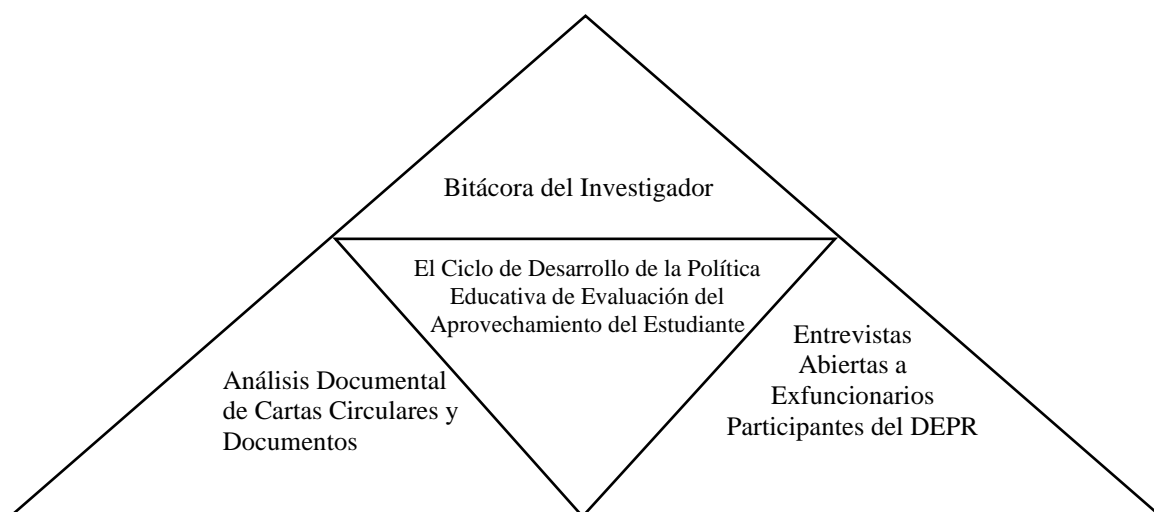 Bitácora del Investigador
El Ciclo de Desarrollo de la Política
Educativa de Evaluación del
Aprovechamiento del Estudiante
Análisis Documental
de Cartas Circulares y
Documentos
Entrevistas
Abiertas a
Exfuncionarios
Participantes del DEPR